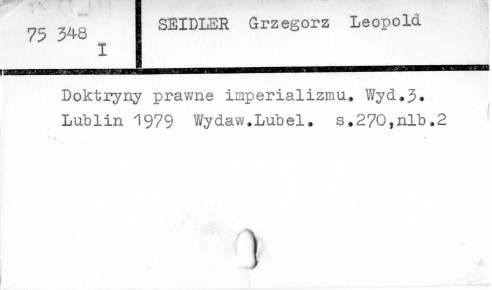 75 348
I
SEIDLER Grzegorz Leopold
Doktryny prawne imperializmu. Wyd.3.
Lublin 1979 Wydaw.Lubel. s.270,nlb.2